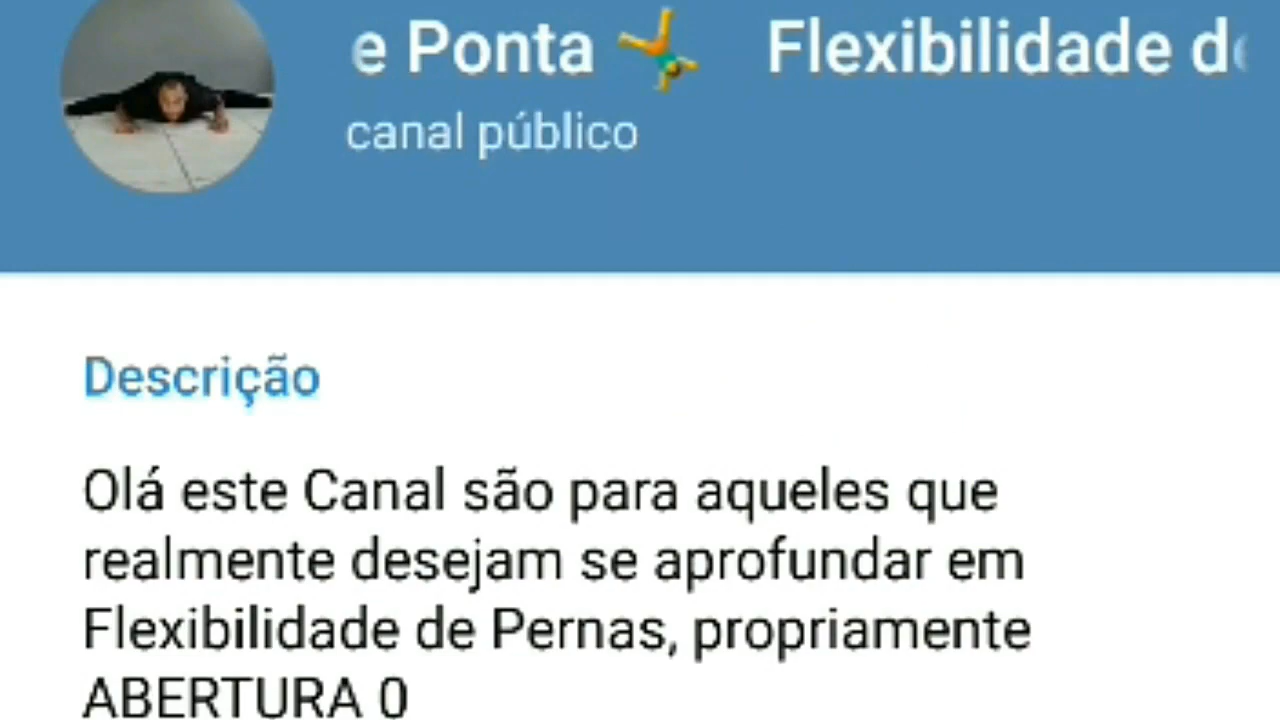 e Ponta 🤸 Flexibilidade d
canal público
Descrição
Olá este Canal são para aqueles que
realmente desejam se aprofundar em
Flexibilidade de Pernas, propriamente
ABERTURA 0